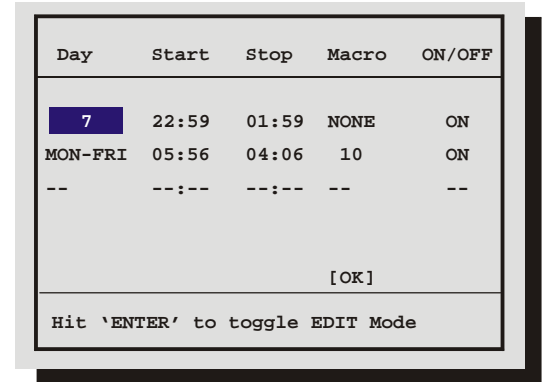 Day Start Stop Macro ON/OFF
7 22:59 01:59 NONE ON
MON-FRI 05:56 04:06 10 ON
-- --:-- --:-- -- --
[OK]
Hit ‘ENTER’ to toggle EDIT Mode